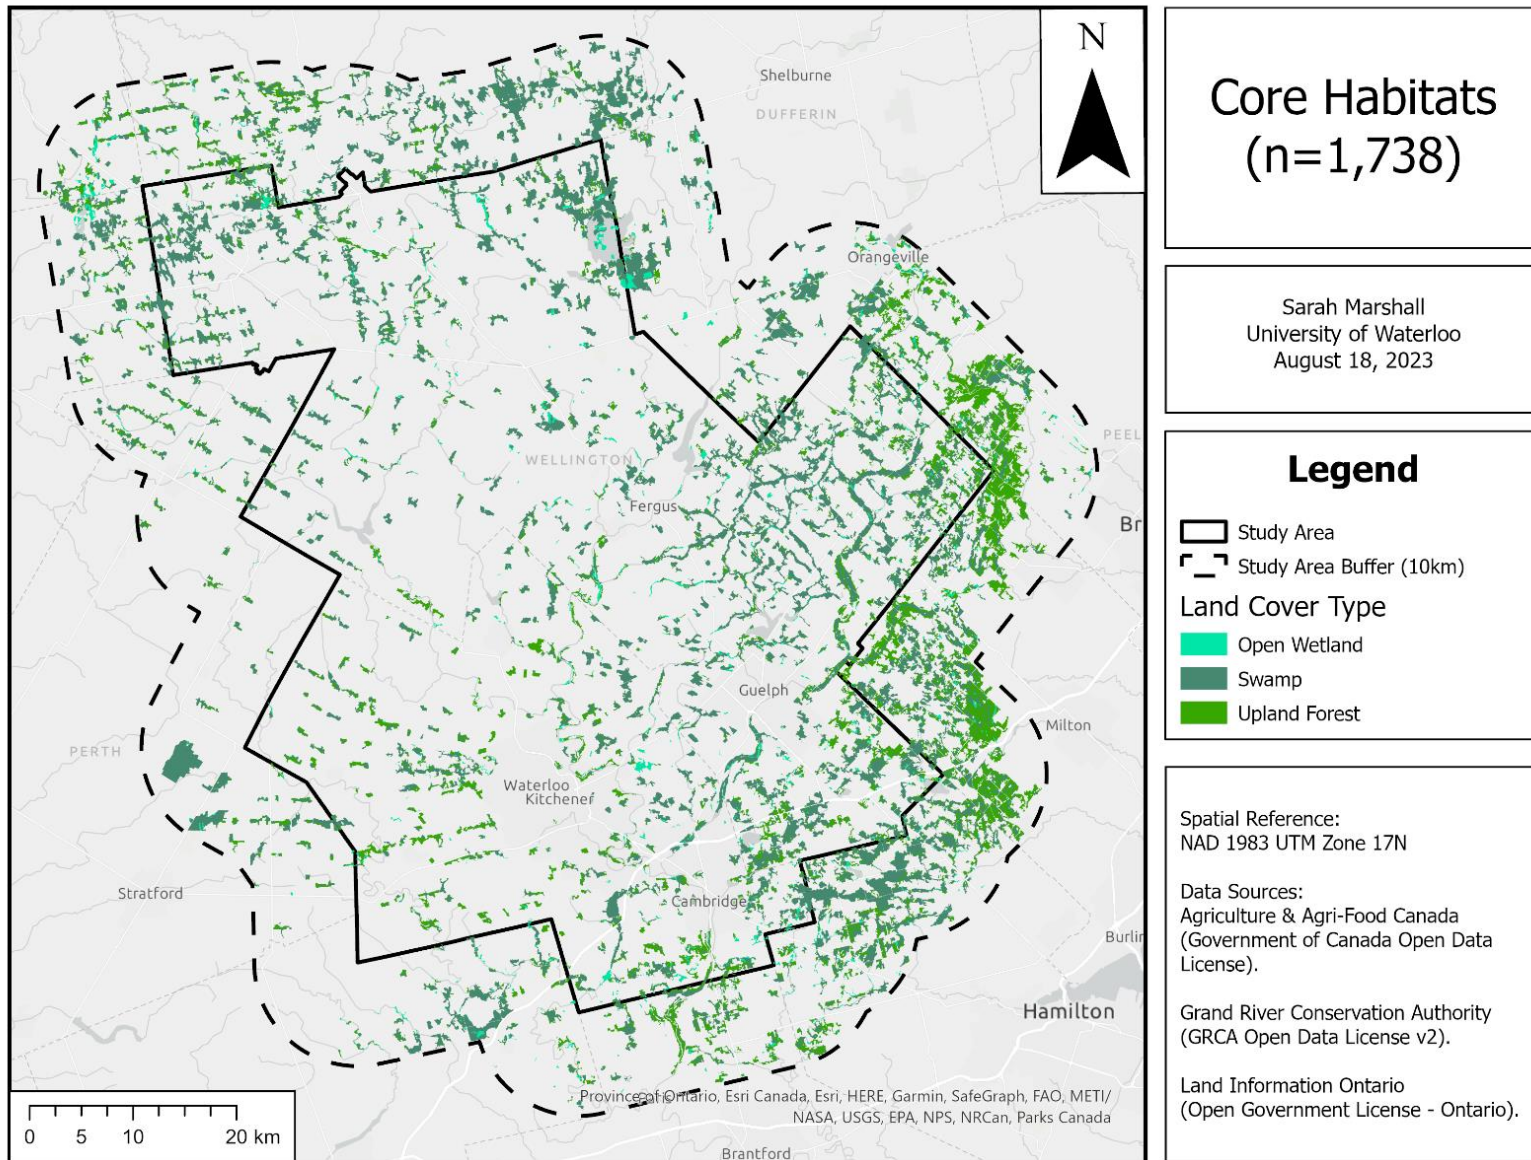 Shelburne
DUFFERIN
N
Orangeville
PEEL
WELLINGTON
Fergus
Br
Guelph
Milton
PERTH
Waterloo
Kitchener
Stratford
Cambridge
Burlin
Hamilton
Province of Ontario, Esri Canada, Esri, HERE, Garmin, SafeGraph, FAO, METI/
NASA, USGS, EPA, NPS, NRCan, Parks Canada
Brantford
0 5 10 20 km
Core Habitats
(n=1,738)
Sarah Marshall
University of Waterloo
August 18, 2023
Legend
Study Area
Study Area Buffer (10km)
Land Cover Type
Open Wetland
Swamp
Upland Forest
Spatial Reference:
NAD 1983 UTM Zone 17N
Data Sources:
Agriculture & Agri-Food Canada
(Government of Canada Open Data
License).
Grand River Conservation Authority
(GRCA Open Data License v2).
Land Information Ontario
(Open Government License - Ontario).